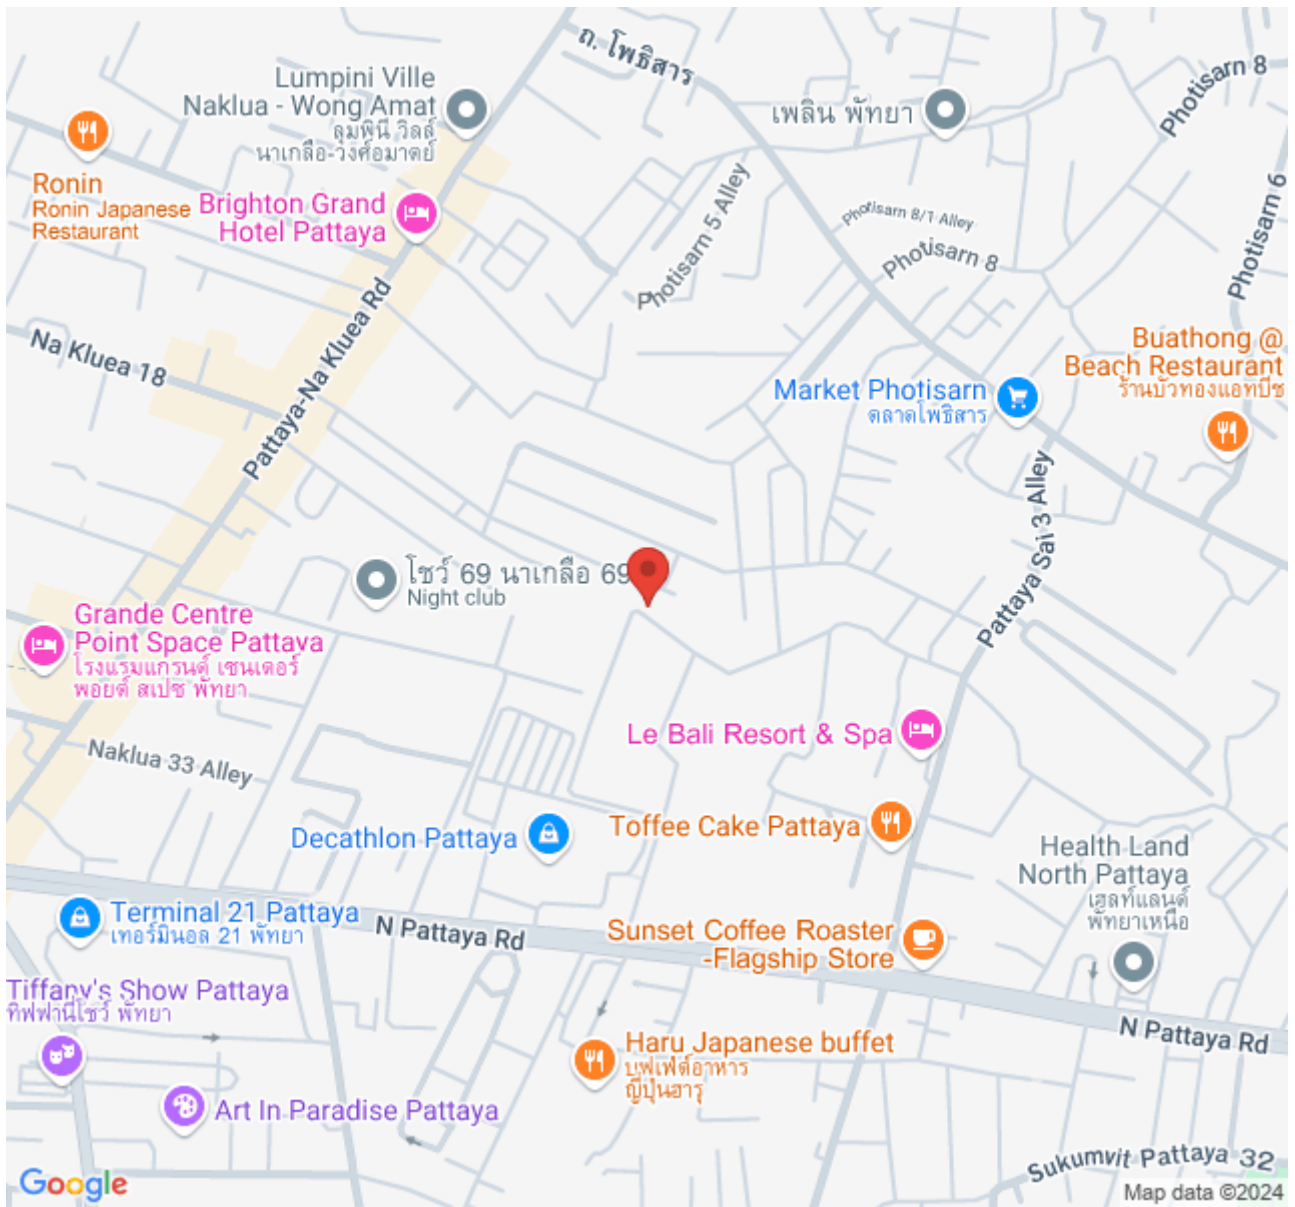 ถ. โพธิสาร
Lumpini Ville
Naklua - Wong Amat
ลุมพินี วิลล์
นาเกลือ-วงศ์อมาตย์
เพลิน พัทยา
Photisarn 8
Ronin
Ronin Japanese
Restaurant
Brighton Grand
Hotel Pattaya
Photisarn 5 Alley
Photisarn 8/1 Alley
Photisarn 8
Photisarn 6
Na Kluea 18
Pattaya-Na Kluea Rd
Buathong @
Beach Restaurant
ร้านบัวทองแอทบีช
Market Photisarn
ตลาดโพธิสาร
Pattaya Sai 3 Alley
โชว์ 69 นาเกลือ 69
Night club
Grande Centre
Point Space Pattaya
โรงแรมแกรนด์ เซนเตอร์
พอยต์ สเปซ พัทยา
Le Bali Resort & Spa
Naklua 33 Alley
Decathlon Pattaya
Toffee Cake Pattaya
Health Land
North Pattaya
เฮลท์แลนด์
พัทยาเหนือ
Terminal 21 Pattaya
เทอร์มินอล 21 พัทยา
N Pattaya Rd
Sunset Coffee Roaster
-Flagship Store
Tiffany's Show Pattaya
ทิฟฟานี่โชว์ พัทยา
N Pattaya Rd
Haru Japanese buffet
บุฟเฟ่ต์อาหาร
ญี่ปุ่นฮารุ
Art In Paradise Pattaya
Sukumvit Pattaya 32
Google
Map data ©2024